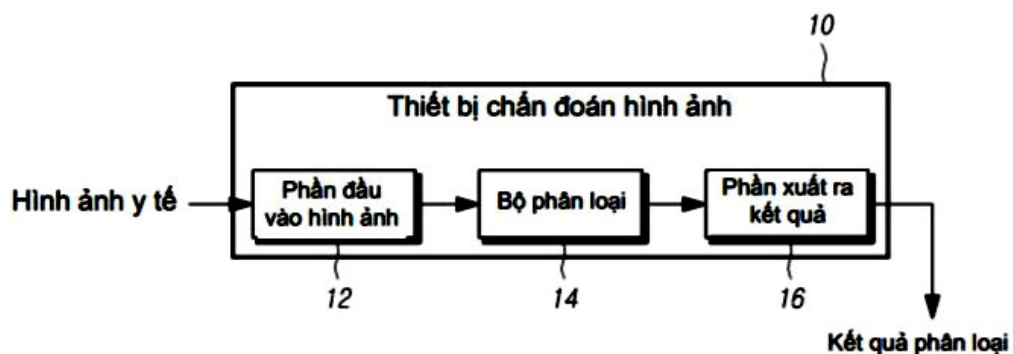 10
Thiết bị chấn đoán hình ảnh
Hình ảnh y tế
Phần đầu
vào hình ảnh
Bộ phân loại
Phần xuất ra
kết quả
12
14
16
Kết quả phân loại